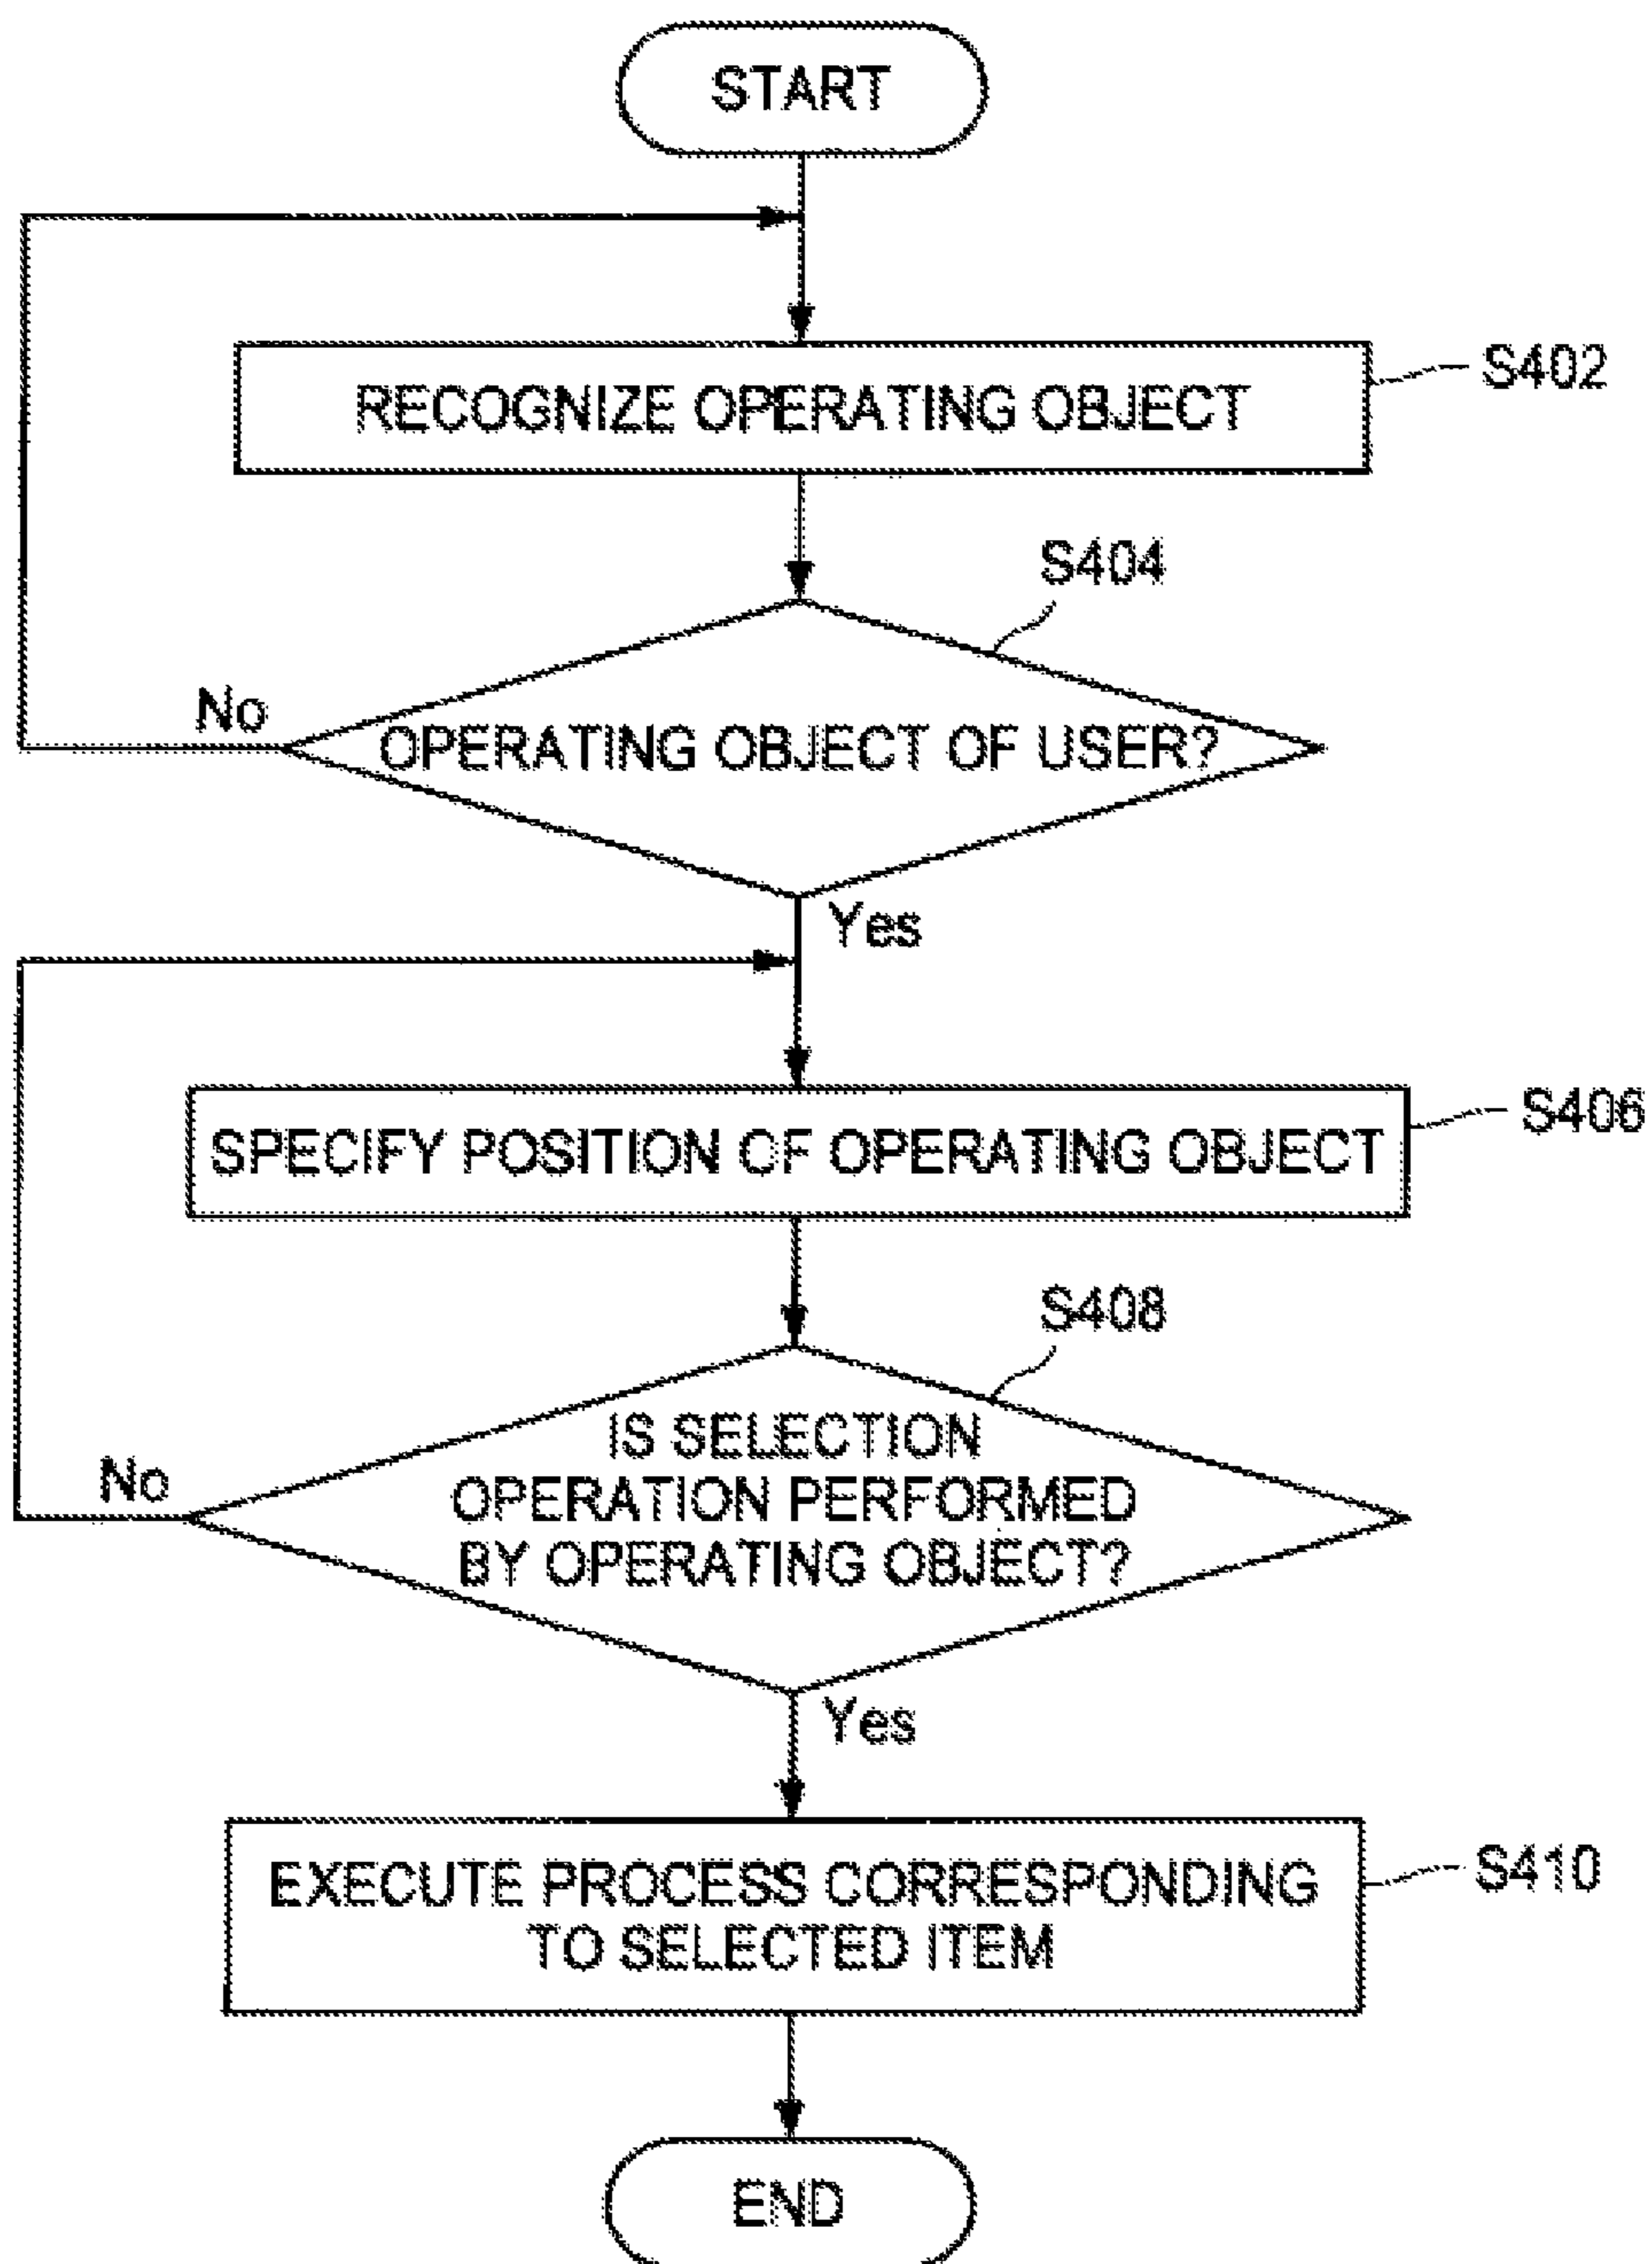 START
RECOGNIZE OPERATING OBJECT
S402
S404
No
OPERATING OBJECT OF USER?
Yes
SPECIFY POSITION OF OPERATING OBJECT
S406
S408
No
IS SELECTION
OPERATION PERFORMED
BY OPERATING OBJECT?
Yes
EXECUTE PROCESS CORRESPONDING
TO SELECTED ITEM
S410
END